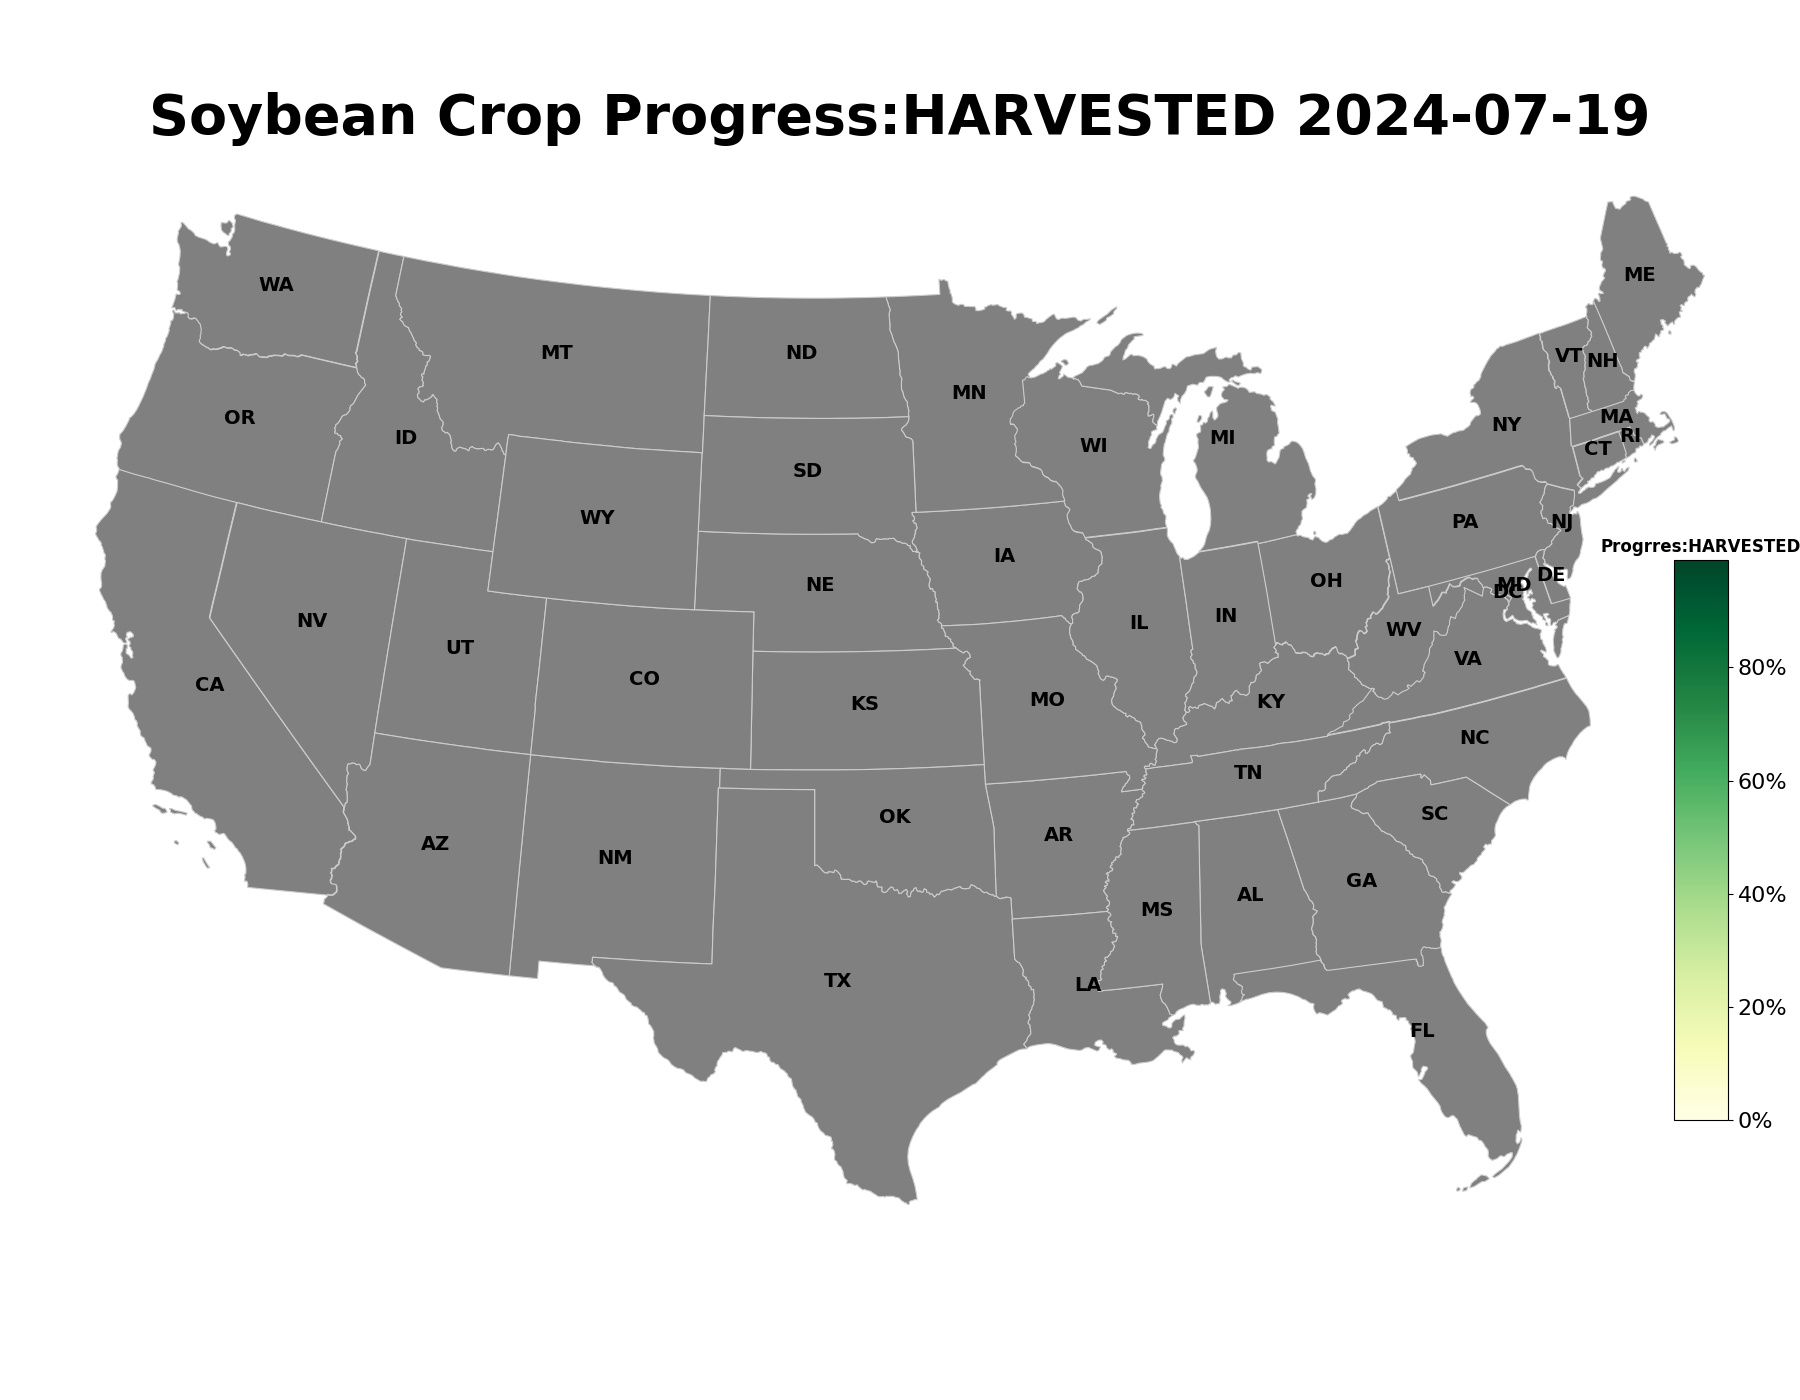 Soybean Crop Progress:HARVESTED 2024-07-19
WA
MT
ND
MN
ME
VT
NH
OR
ID
SD
WI
MI
NY
MA
RI
CT
WY
IA
PA
NJ
Progrres:HARVESTED
NE
OH
DE
MD
DC
NV
UT
CO
IL
IN
WV
VA
80%
CA
KS
MO
KY
NC
60%
TN
AZ
NM
OK
AR
SC
40%
MS
AL
GA
TX
LA
FL
20%
0%